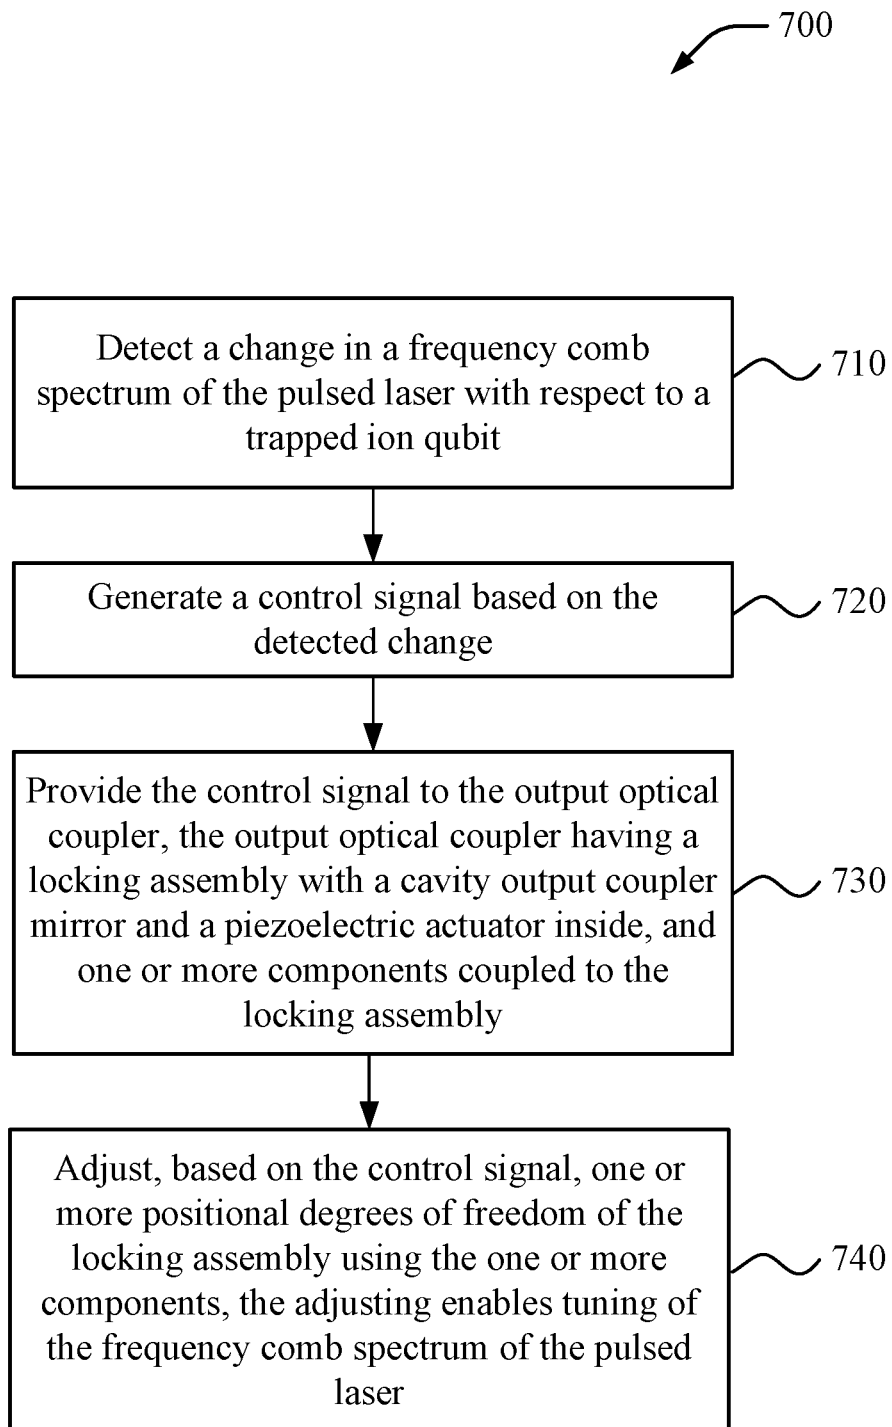 700
Detect a change in a frequency comb
spectrum of the pulsed laser with respect to a
trapped ion qubit
710
Generate a control signal based on the
detected change
720
Provide the control signal to the output optical
coupler, the output optical coupler having a
locking assembly with a cavity output coupler
mirror and a piezoelectric actuator inside, and
one or more components coupled to the
locking assembly
730
Adjust, based on the control signal, one or
more positional degrees of freedom of the
locking assembly using the one or more
components, the adjusting enables tuning of
the frequency comb spectrum of the pulsed
laser
740